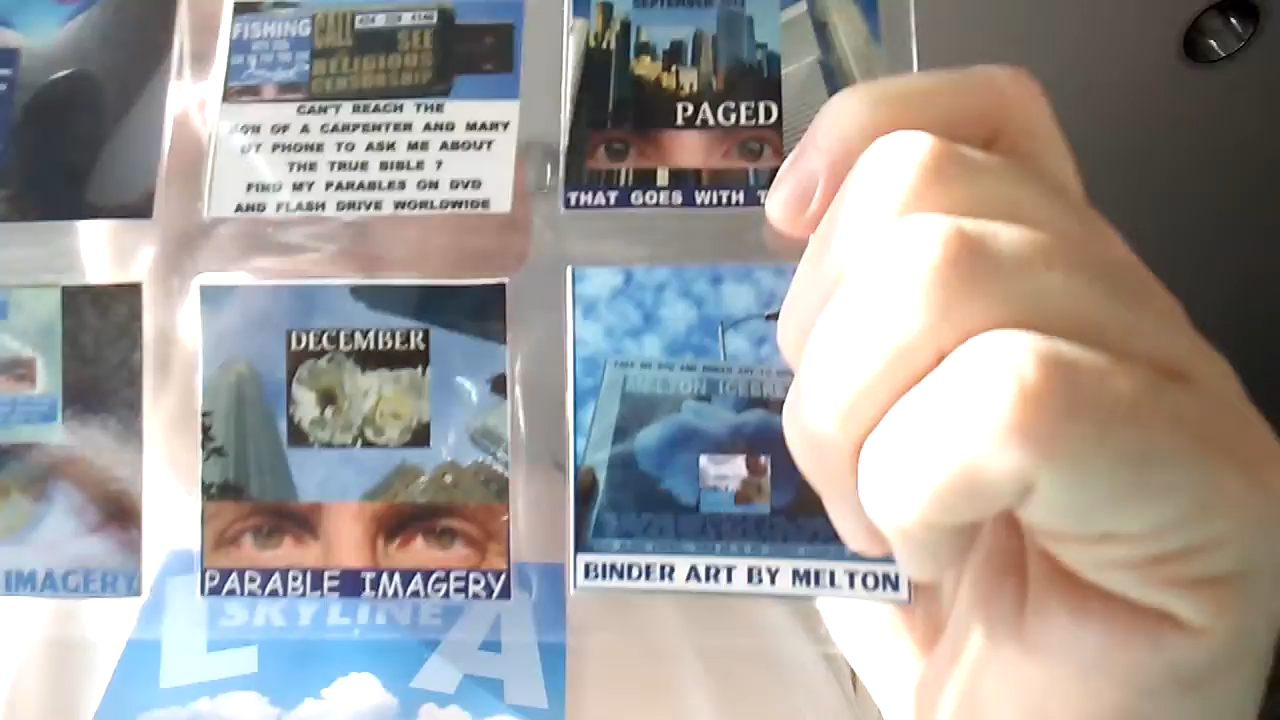 FISHING
CALL
SEE
RELIGIOUS
CENSORSHIP
CAN'T REACH THE
OF A CARPENTER AND MARY
PHONE TO ASK ME ABOUT
THE TRUE BIBLE ?
FIND MY PARABLES ON DVD
AND FLASH DRIVE WORLDWIDE
SEPTEMBER
PAGED
THAT GOES WITH
IMAGERY
DECEMBER
PARABLE IMAGERY
BINDER ART BY MELTON
L A
SKYLINE